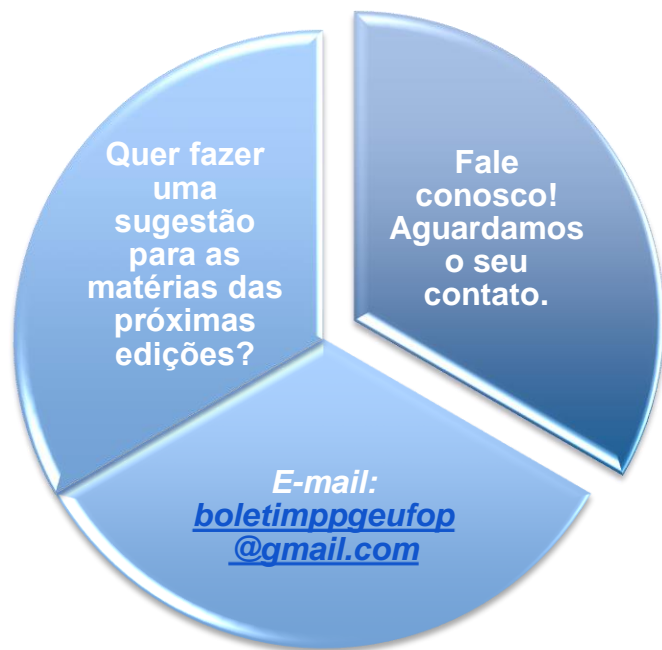 Quer fazer
uma
sugestão
para as
matérias das
próximas
edições?
Fale
conosco!
Aguardamos
o seu
contato.
E-mail:
boletimppgeufop
@gmail.com